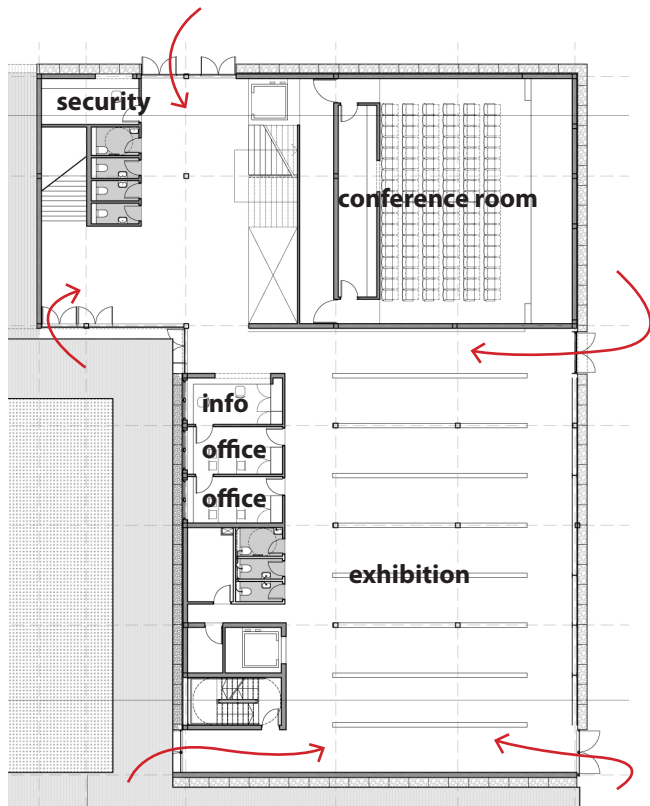 security
conference room
info
office
office
exhibition